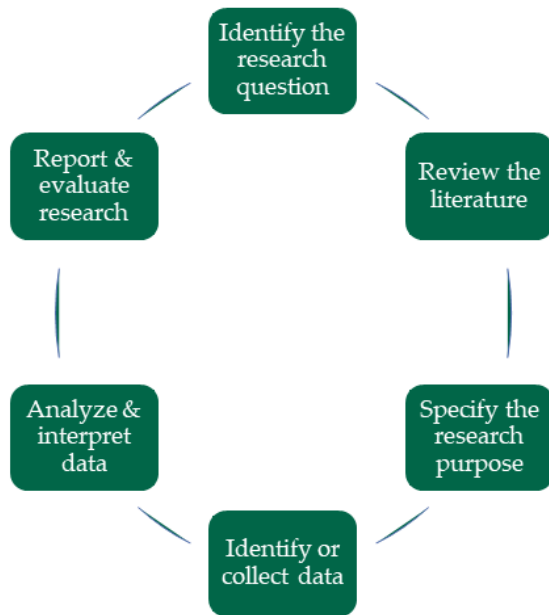 Identify the
research
question
Review the
literature
Specify the
research
purpose
Identify or
collect data
Analyze &
interpret
data
Report &
evaluate
research